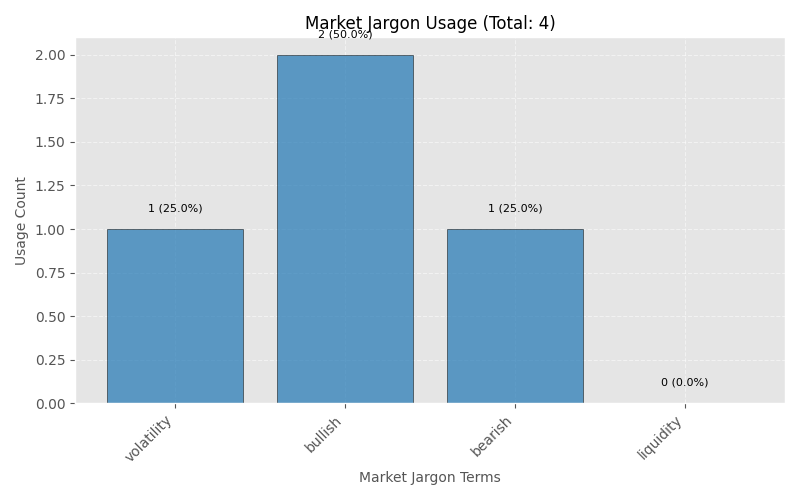 Market Jargon Usage (Total: 4)
2 (50.0%)
2.00
1.75
1.50
1.25
1 (25.0%)
1 (25.0%)
1.00
0.75
0.50
0.25
0 (0.0%)
0.00
Usage Count
volatility
bullish
bearish
liquidity
Market Jargon Terms